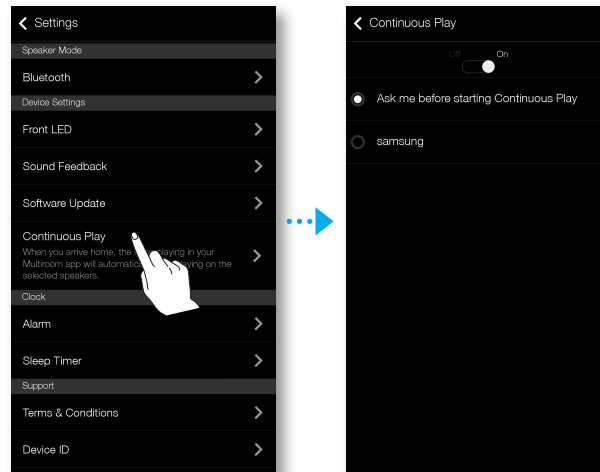 Settings
Speaker Mode
Bluetooth
Device Settings
Front LED
Sound Feedback
Software Update
Continuous Play
When you arrive home, the playing in your
Multiroom app will playing on the
selected speakers.
Clock
Alarm
Sleep Timer
Support
Terms & Conditions
Device ID
Continuous Play
Off On
Ask me before starting Continuous Play
samsung